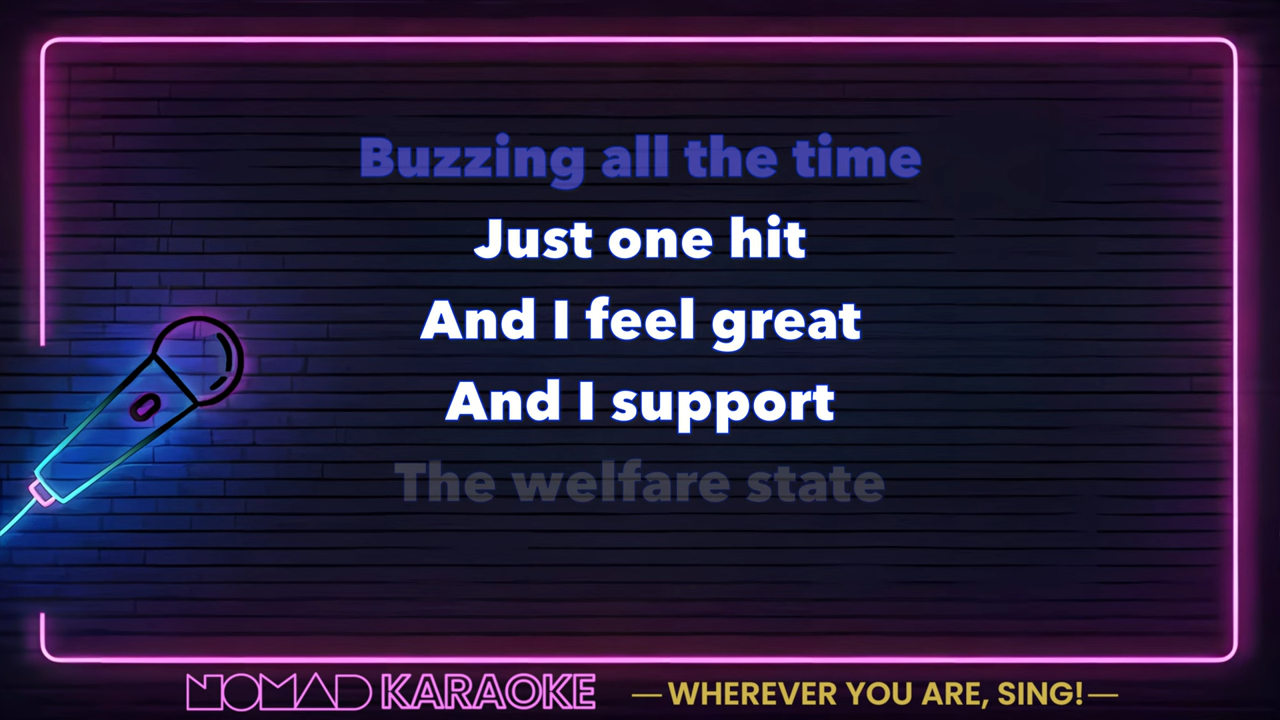 Buzzing all the time
Just one hit
And I feel great
And I support
The welfare state
NOMAD KARAOKE — WHEREVER YOU ARE, SING! —